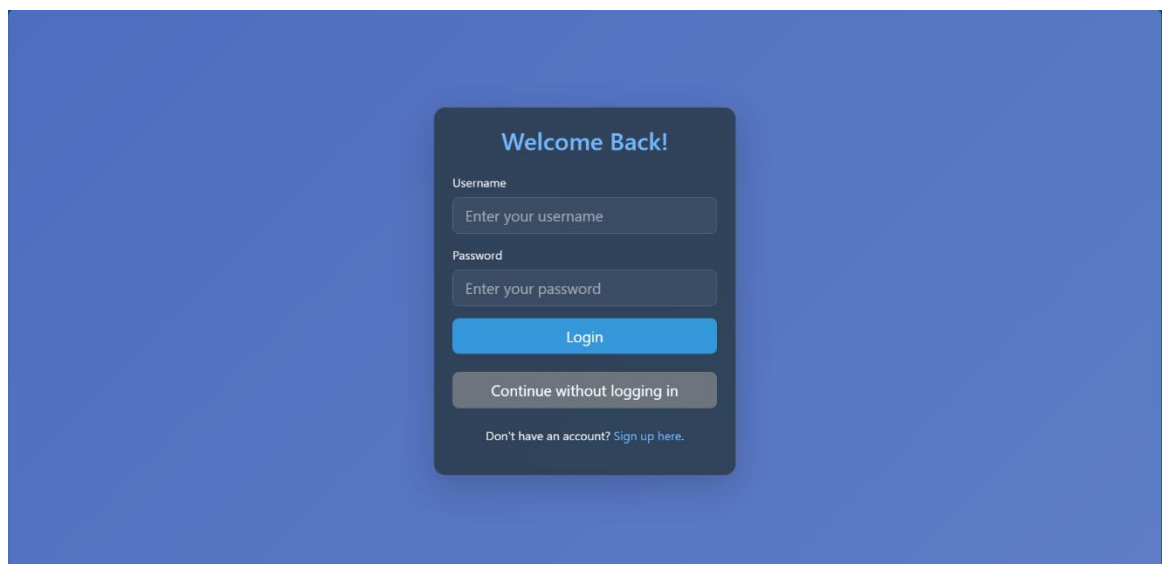 Welcome Back!
Username
Enter your username
Password
Enter your password
Login
Continue without logging in
Don't have an account? Sign up here.